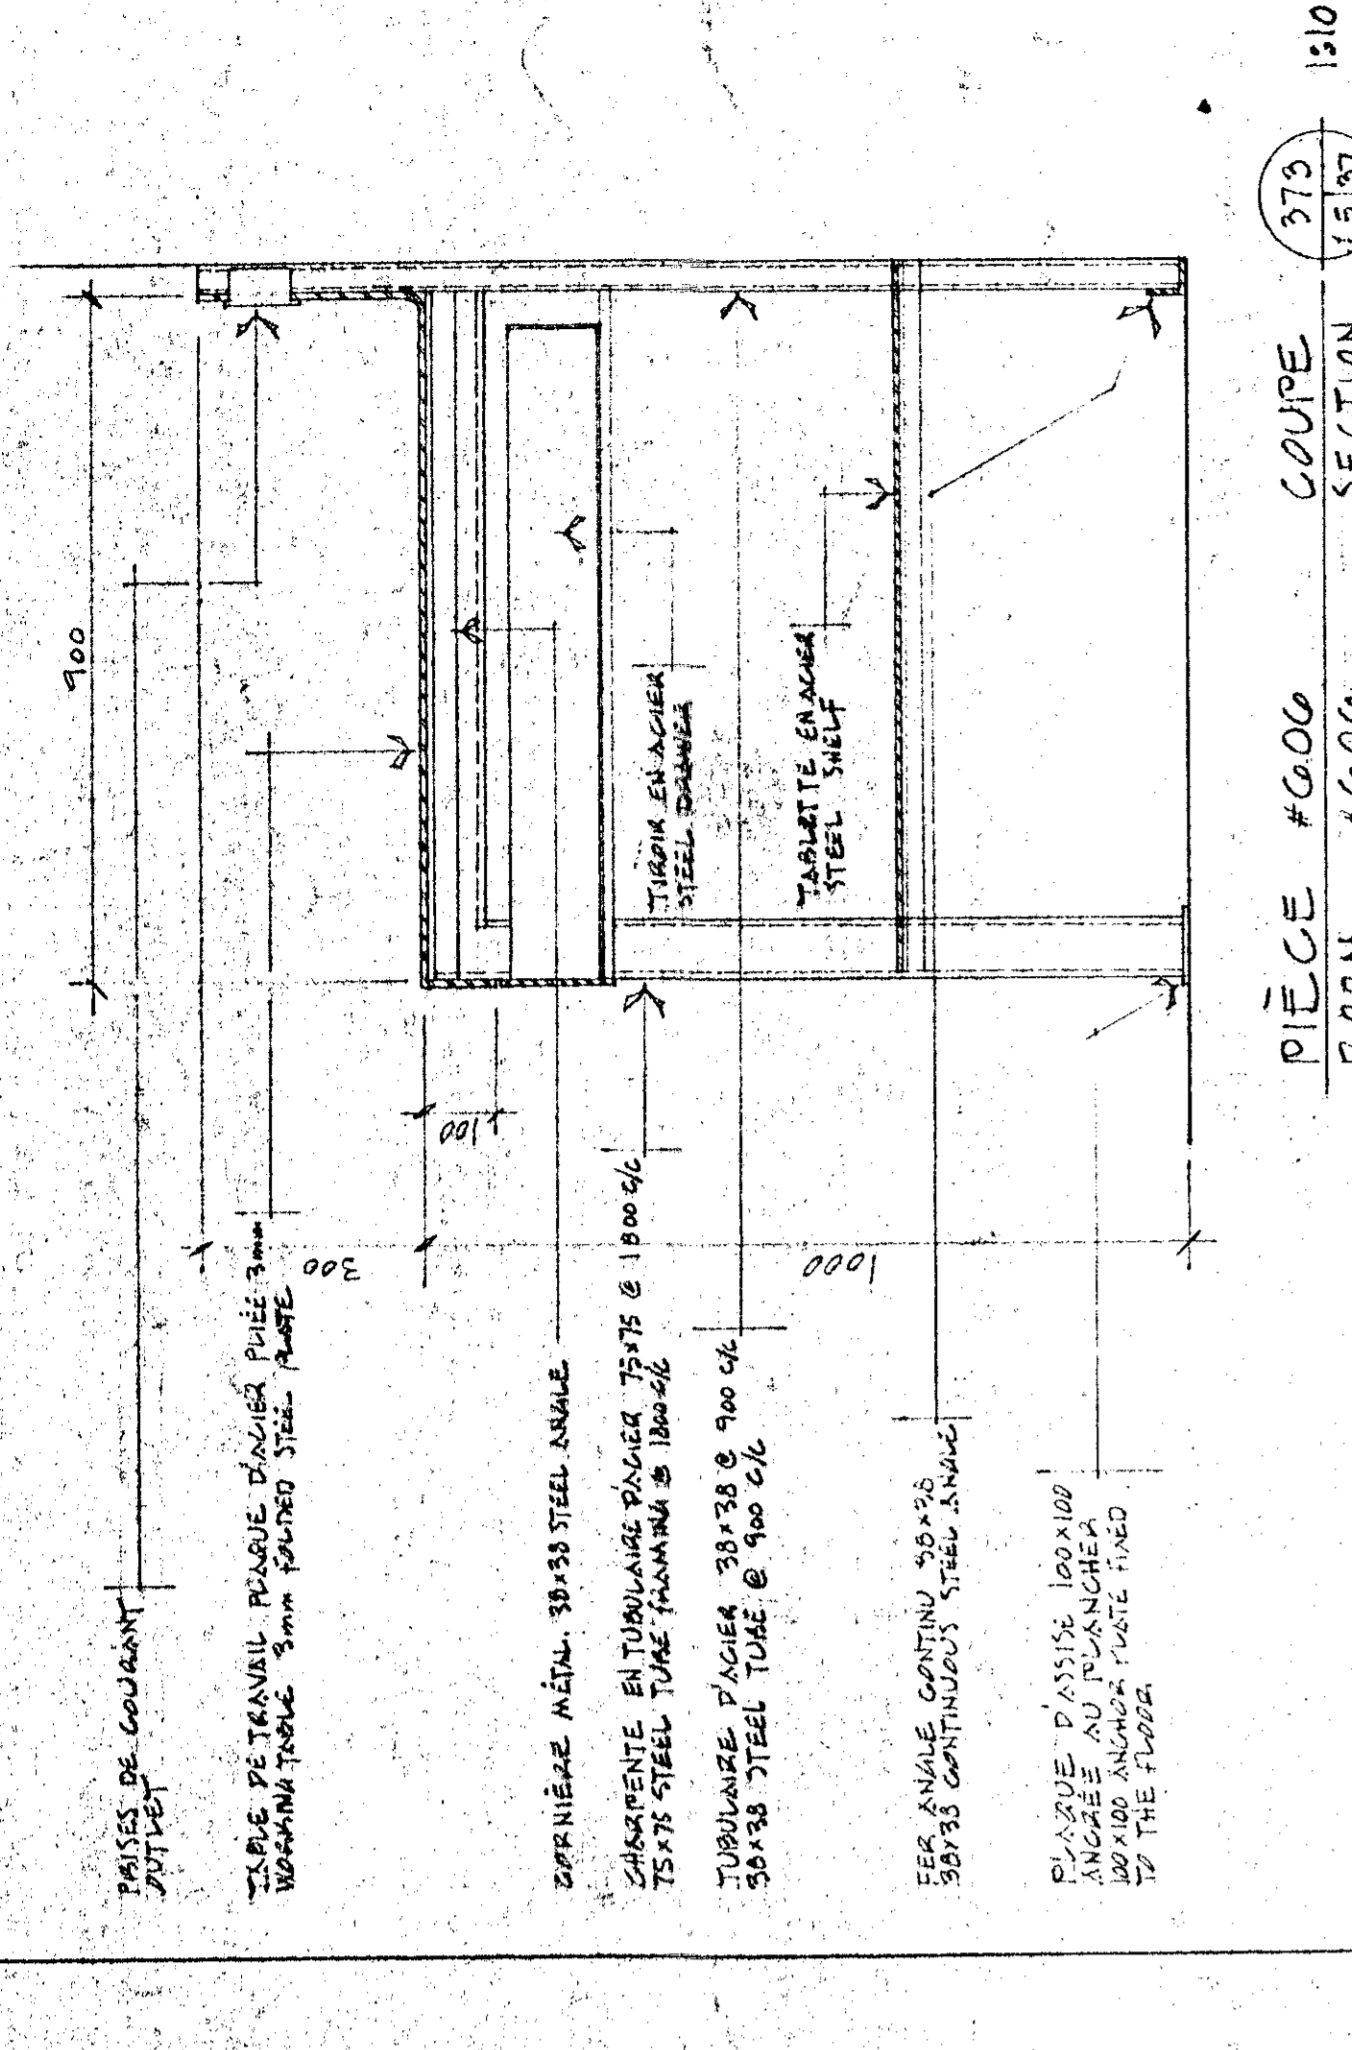 900
PRISES DE COURANT
OUTLET
TABLE DE TRAVAIL PLAQUE D'ACIER PLIÉE 3mm
WORKING TABLE 3mm FOLDED STEEL PLATE
300
100
CORNIÈRE MÉTAL. 38x38 STEEL ANGLE
CHARPENTE EN TUBULAIRE D'ACIER 75x75 @ 1800 c/c
75x75 STEEL TUBE FRAMING @ 1800 c/c
TIROIR EN ACIER
STEEL DRAWER
TUBULAIRE D'ACIER 38x38 @ 900 c/c
38x38 STEEL TUBE @ 900 c/c
TABLETTE EN ACIER
STEEL SHELF
1000
FER ANGLE CONTINU 38x38
38x38 CONTINUOUS STEEL ANGLE
PLAQUE D'ASSISE 100x100
ANCRÉE AU PLANCHER
100x100 ANCHOR PLATE FIXED
TO THE FLOOR
PIÈCE #6.06 COUPE 373 1:10
SECTION